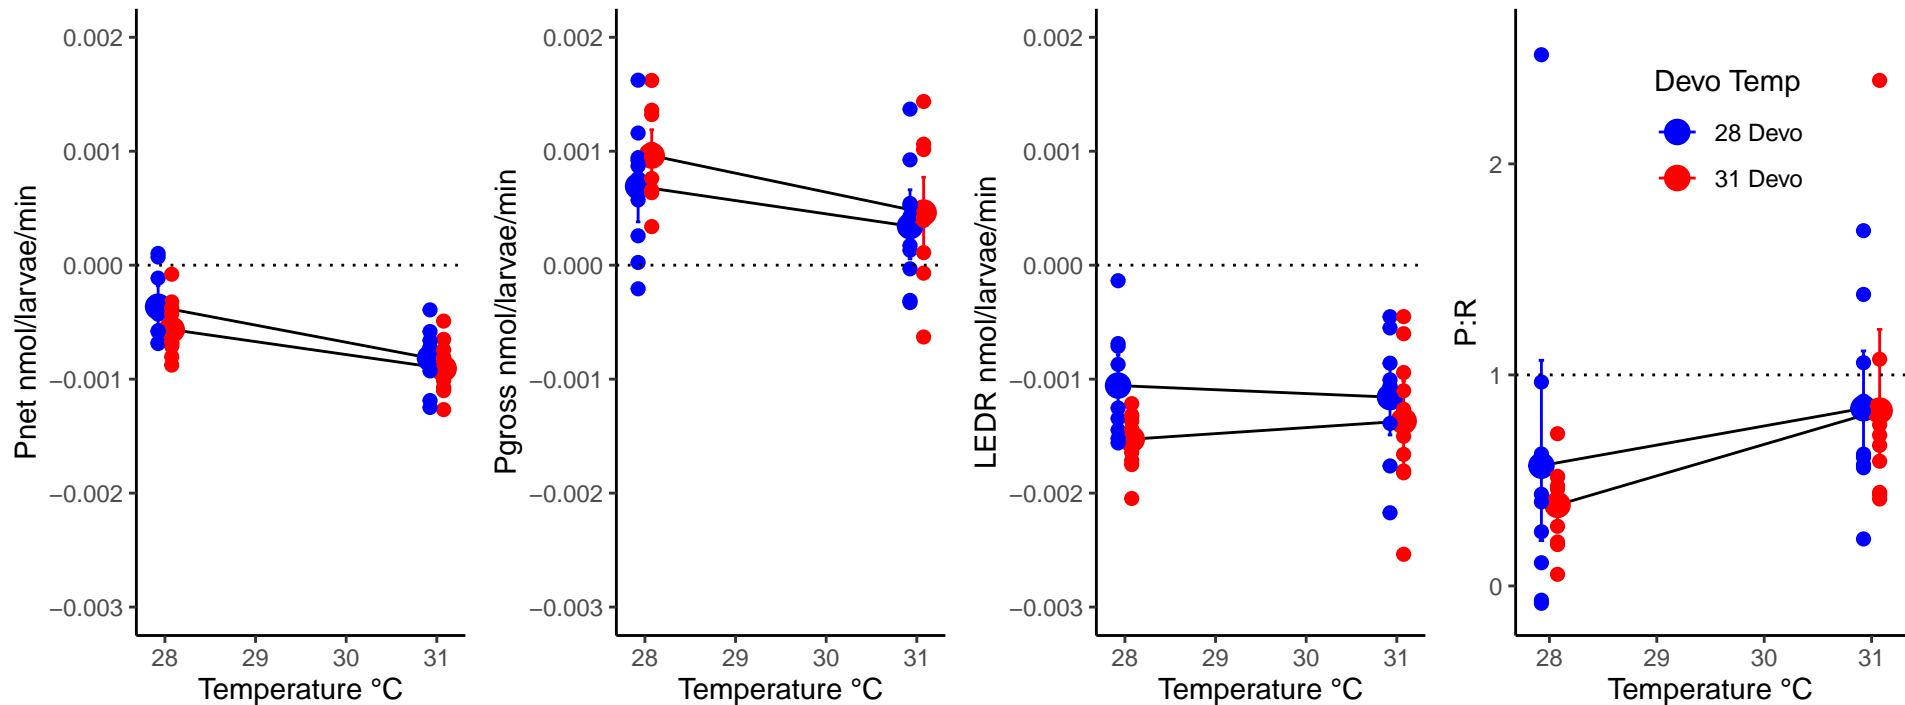 Pnet nmol/larvae/min
0.002
0.001
0.000
−0.001
−0.002
−0.003
28 29 30 31
Temperature °C
Pgross nmol/larvae/min
0.002
0.001
0.000
−0.001
−0.002
−0.003
28 29 30 31
Temperature °C
LEDR nmol/larvae/min
0.002
0.001
0.000
−0.001
−0.002
−0.003
28 29 30 31
Temperature °C
P:R
2
1
0
28 29 30 31
Temperature °C
Devo Temp
28 Devo
31 Devo